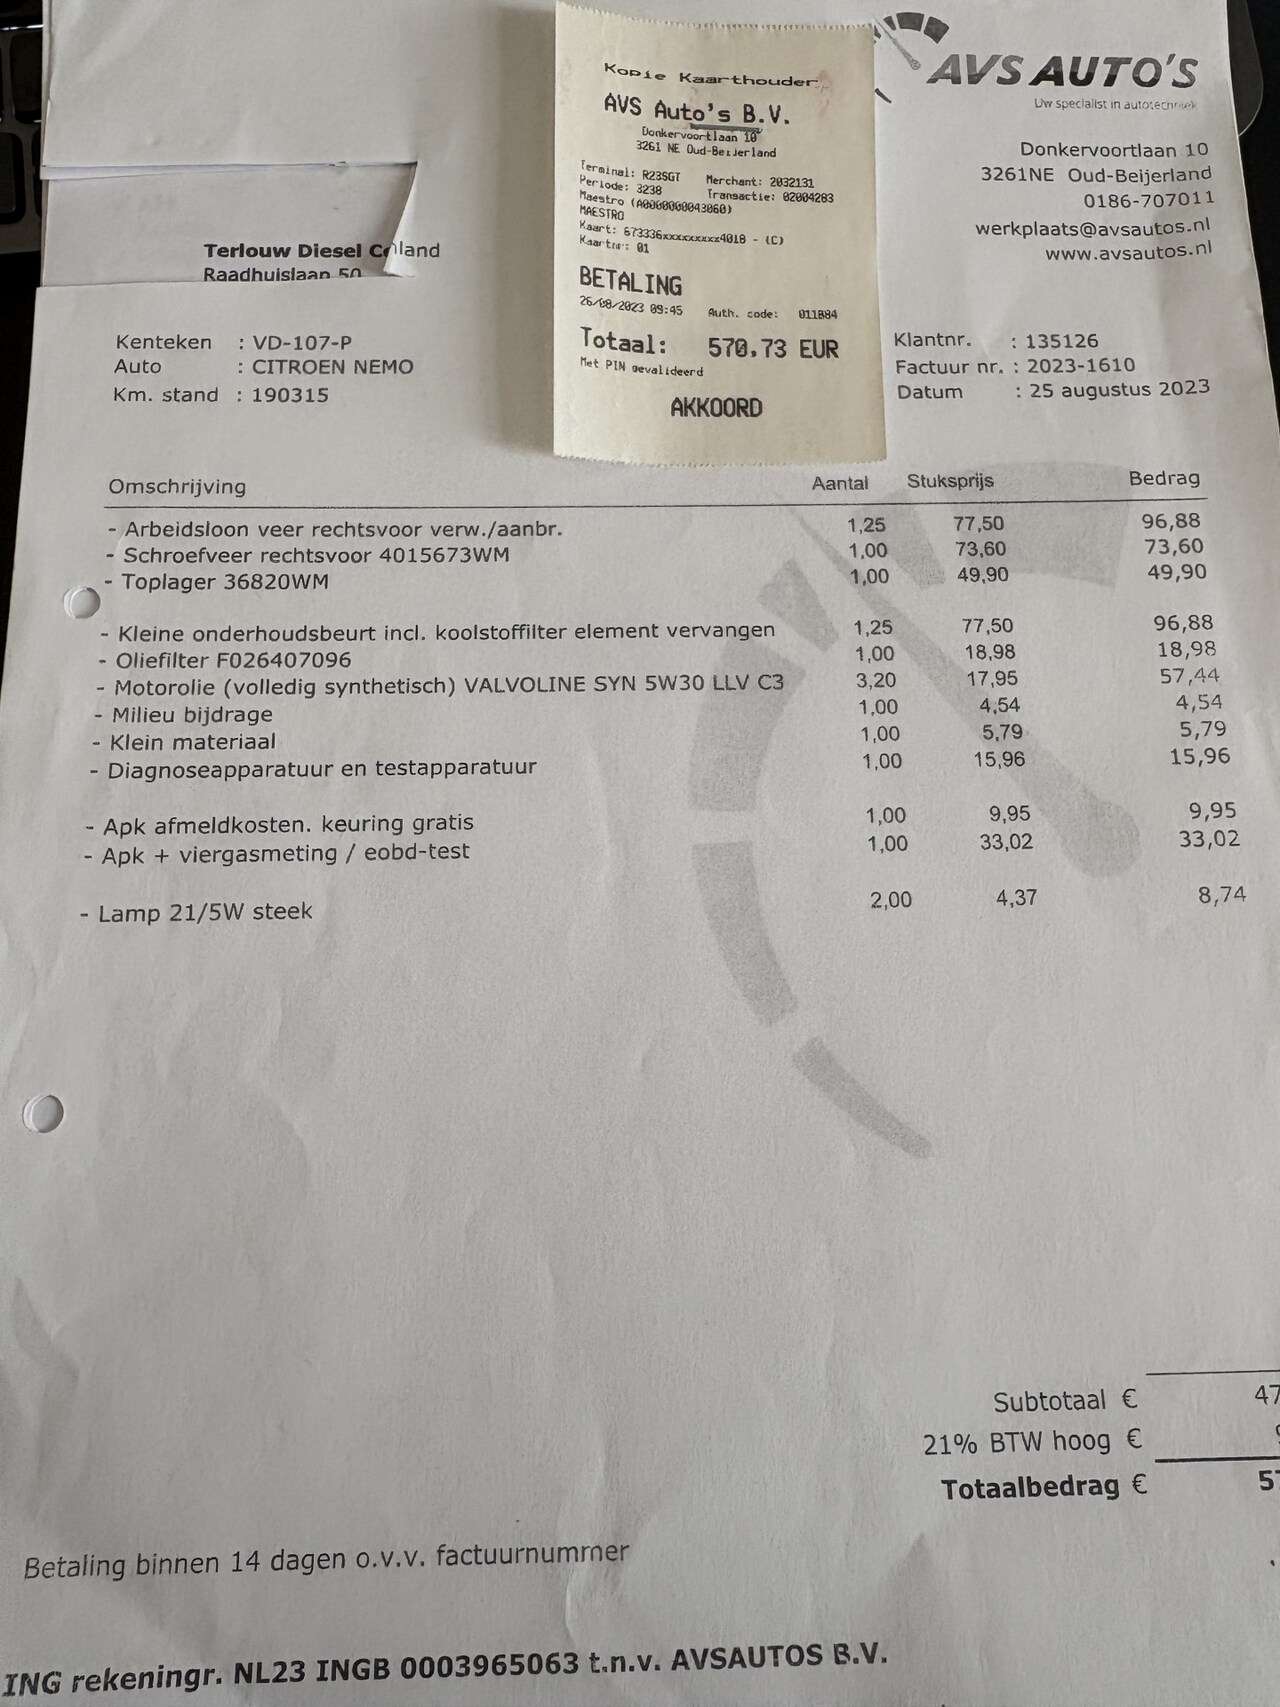 Kopie Kaarthouder
AVS Auto's B.V.
Donkervoortlaan 10
3261 NE Oud-Beijerland
Terminal: R23SGT Merchant: 2032131
Periode: 3238 Transactie: 02004283
Maestro (A0000000043060)
MAESTRO
Kaart: 673336xxxxxxxxx4018 - (C)
Kaartnr: 01
BETALING
26/08/2023 09:45 Auth. code: 011884
Totaal: 570.73 EUR
Met PIN gevalideerd
AKKOORD
AVS AUTO'S
Uw specialist in autotechniek
Donkervoortlaan 10
3261NE Oud-Beijerland
0186-707011
werkplaats@avsautos.nl
www.avsautos.nl
Terlouw Diesel
Raadhuislaan 50
Kenteken : VD-107-P
Auto : CITROEN NEMO
Km. stand : 190315
Klantnr. : 135126
Factuur nr. : 2023-1610
Datum : 25 augustus 2023
Omschrijving Aantal Stuksprijs Bedrag
- Arbeidsloon veer rechtsvoor verw./aanbr. 1,25 77,50 96,88
- Schroefveer rechtsvoor 4015673WM 1,00 73,60 73,60
- Toplager 36820WM 1,00 49,90 49,90
- Kleine onderhoudsbeurt incl. koolstoffilter element vervangen 1,25 77,50 96,88
- Oliefilter F026407096 1,00 18,98 18,98
- Motorolie (volledig synthetisch) VALVOLINE SYN 5W30 LLV C3 3,20 17,95 57,44
- Milieu bijdrage 1,00 4,54 4,54
- Klein materiaal 1,00 5,79 5,79
- Diagnoseapparatuur en testapparatuur 1,00 15,96 15,96
- Apk afmeldkosten. keuring gratis 1,00 9,95 9,95
- Apk + viergasmeting / eobd-test 1,00 33,02 33,02
- Lamp 21/5W steek 2,00 4,37 8,74
Subtotaal € 47
21% BTW hoog €
Totaalbedrag € 57
Betaling binnen 14 dagen o.v.v. factuurnummer
ING rekeningr. NL23 INGB 0003965063 t.n.v. AVSAUTOS B.V.